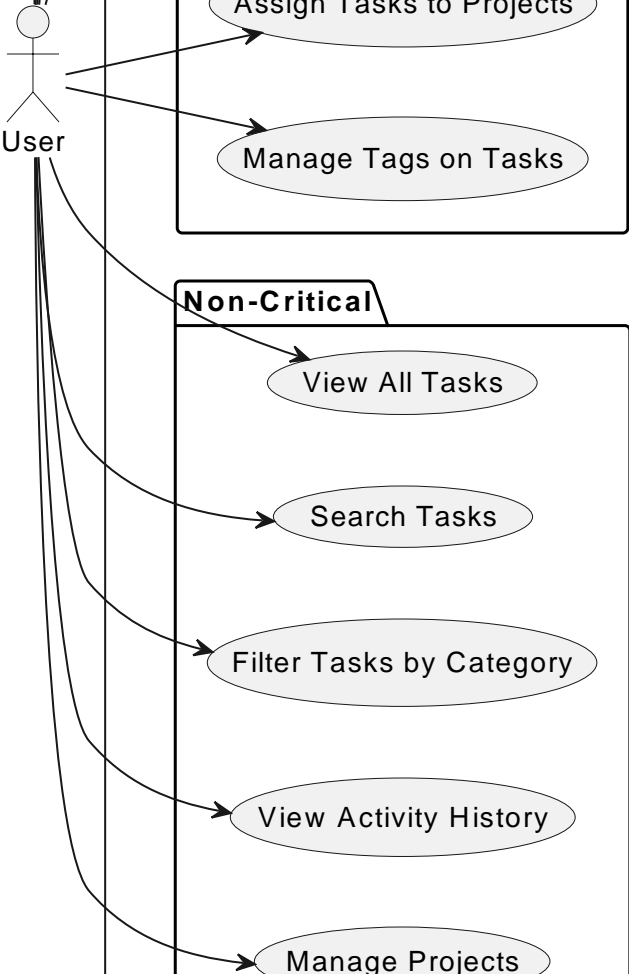 Assign Tasks to Projects
User
Manage Tags on Tasks
Non-Critical
View All Tasks
Search Tasks
Filter Tasks by Category
View Activity History
Manage Projects